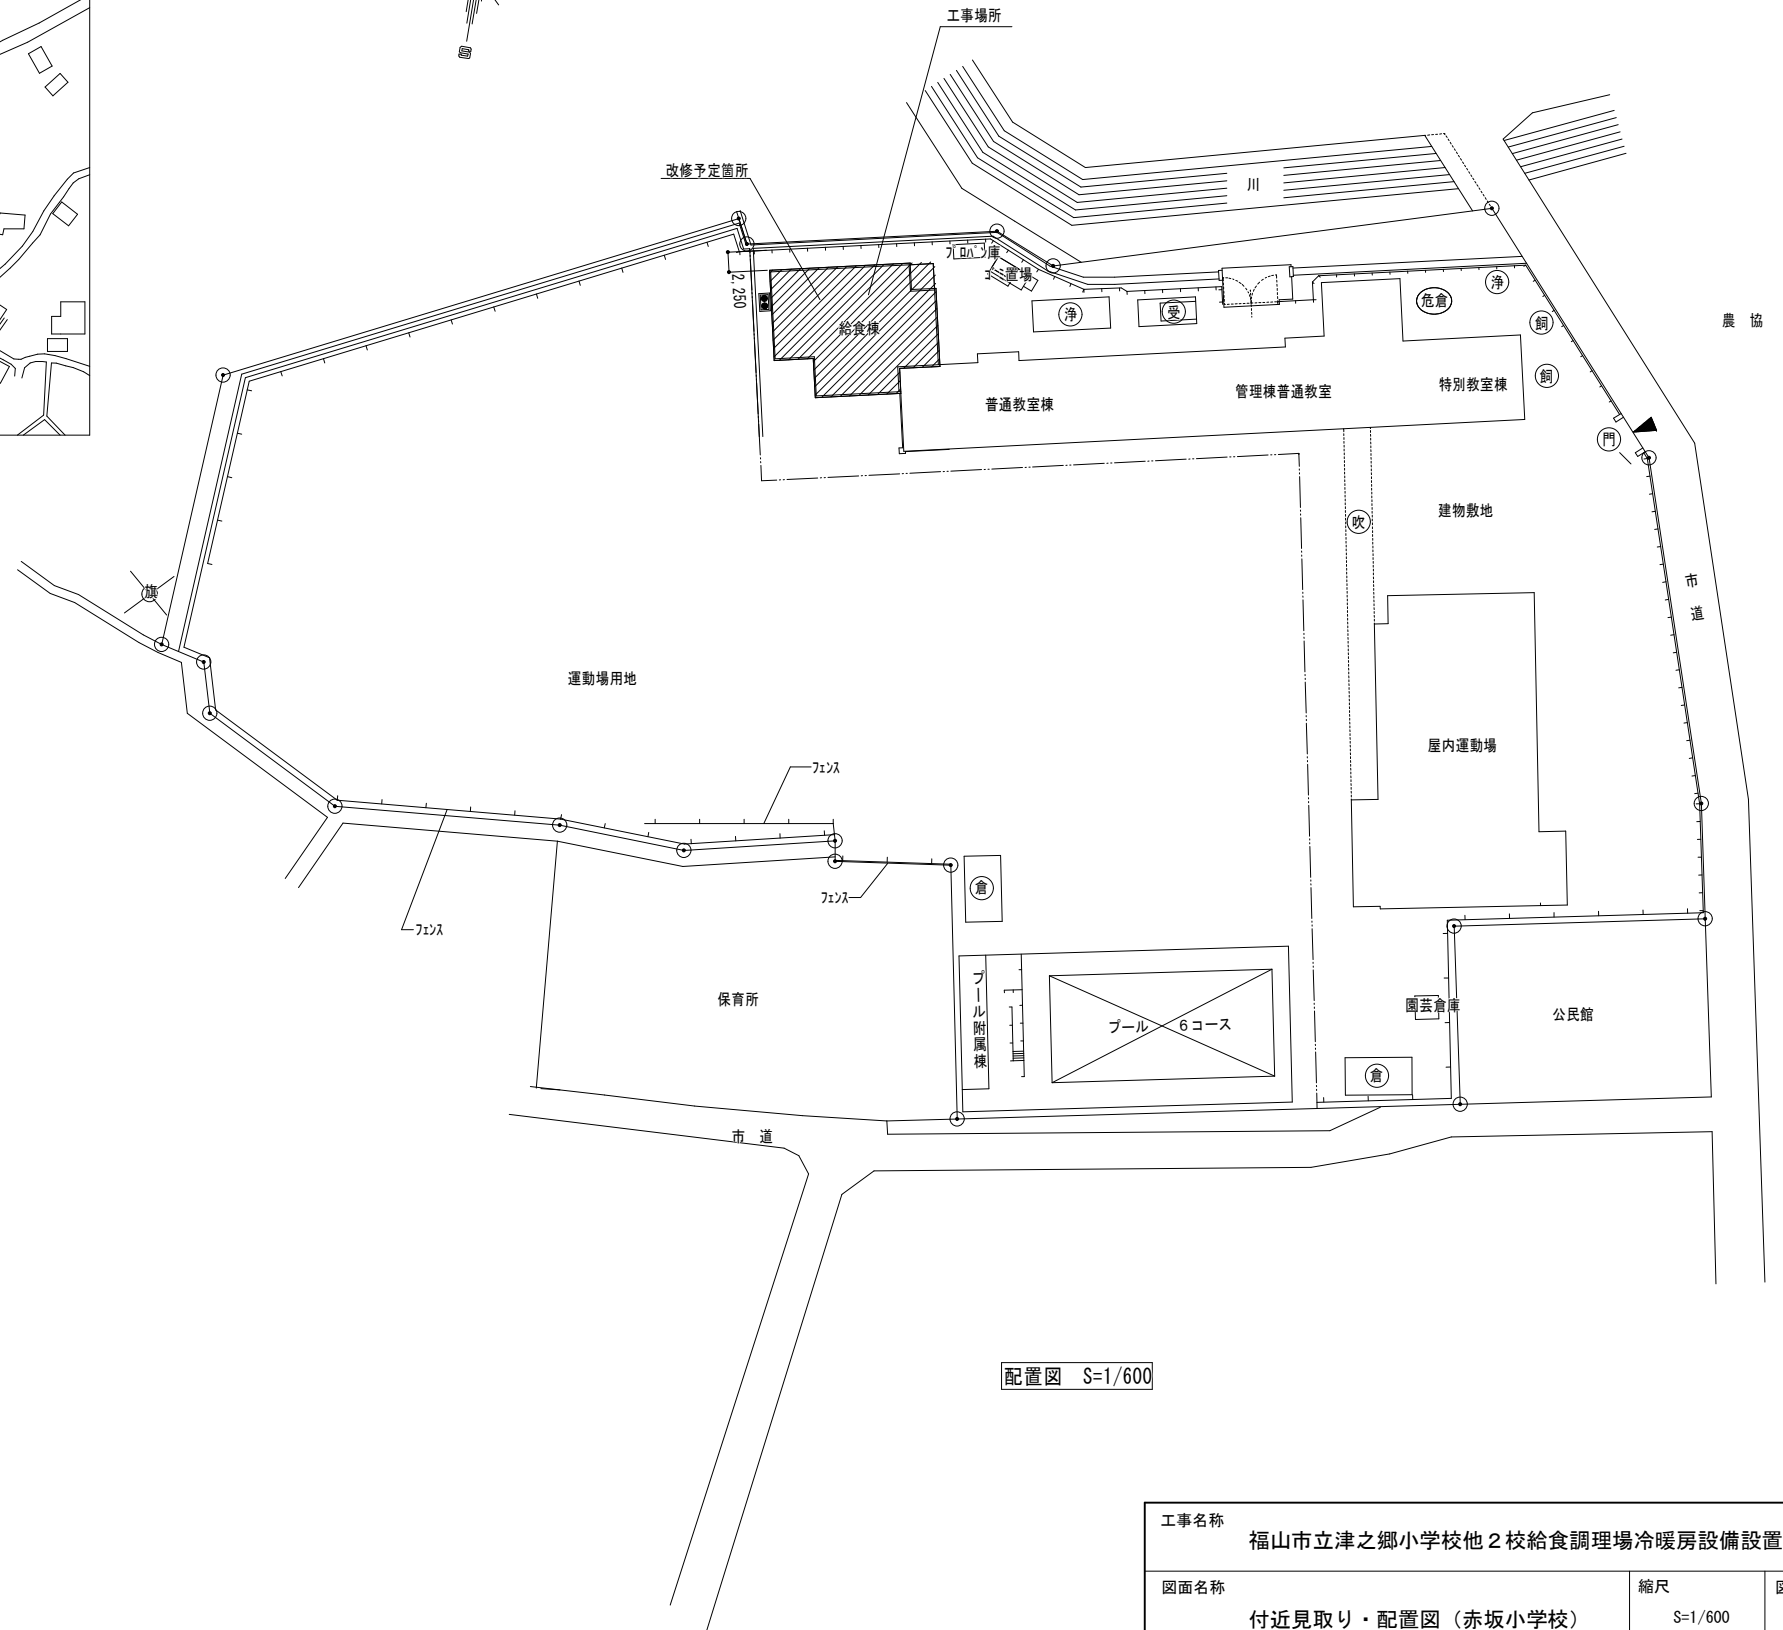 工事場所
改修予定箇所
川
プロパン庫
ゴミ置場
2,250
給食棟
浄
受
危倉
浄
飼
飼
農 協
普通教室棟
管理棟普通教室
特別教室棟
門
建物敷地
吹
市道
旗
運動場用地
屋内運動場
フェンス
フェンス
フェンス
倉
保育所
プール附属棟
プール 6コース
園芸倉庫
公民館
倉
市 道
配置図 S=1/600
工事名称
福山市立津之郷小学校他2校給食調理場冷暖房設備設置
図面名称
縮尺
付近見取り・配置図（赤坂小学校）
S=1/600